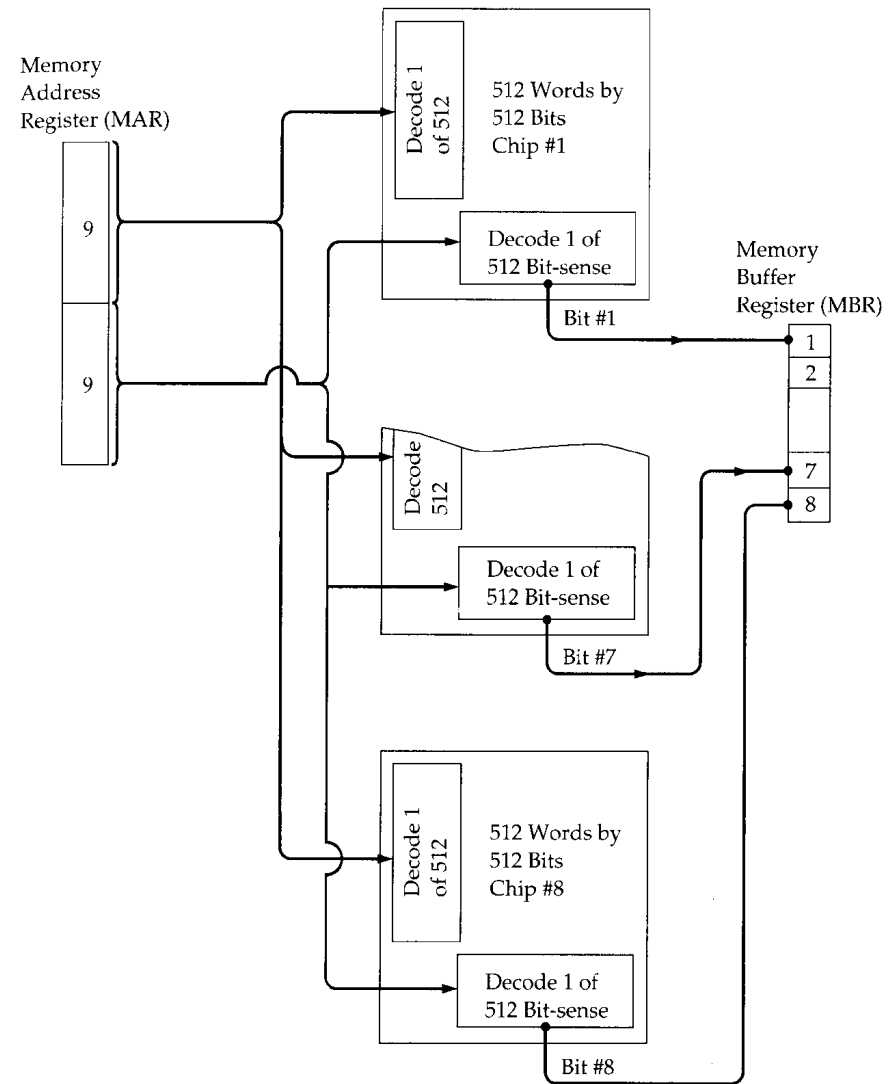 Memory
Address
Register (MAR)
9
9
Decode 1
of 512
512 Words by
512 Bits
Chip #1
Decode 1 of
512 Bit-sense
Bit #1
Memory
Buffer
Register (MBR)
1
2
7
8
Decode
512
Decode 1 of
512 Bit-sense
Bit #7
Decode 1
of 512
512 Words by
512 Bits
Chip #8
Decode 1 of
512 Bit-sense
Bit #8